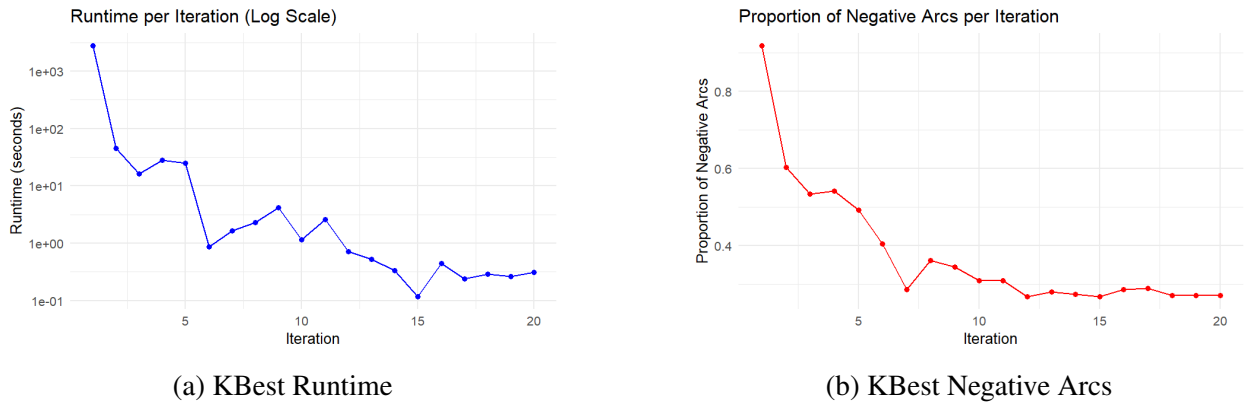 Runtime per Iteration (Log Scale)
Runtime (seconds)
1e+03
1e+02
1e+01
1e+00
1e-01
5
10
15
20
Iteration
(a) KBest Runtime
Proportion of Negative Arcs per Iteration
Proportion of Negative Arcs
0.8
0.6
0.4
5
10
15
20
Iteration
(b) KBest Negative Arcs